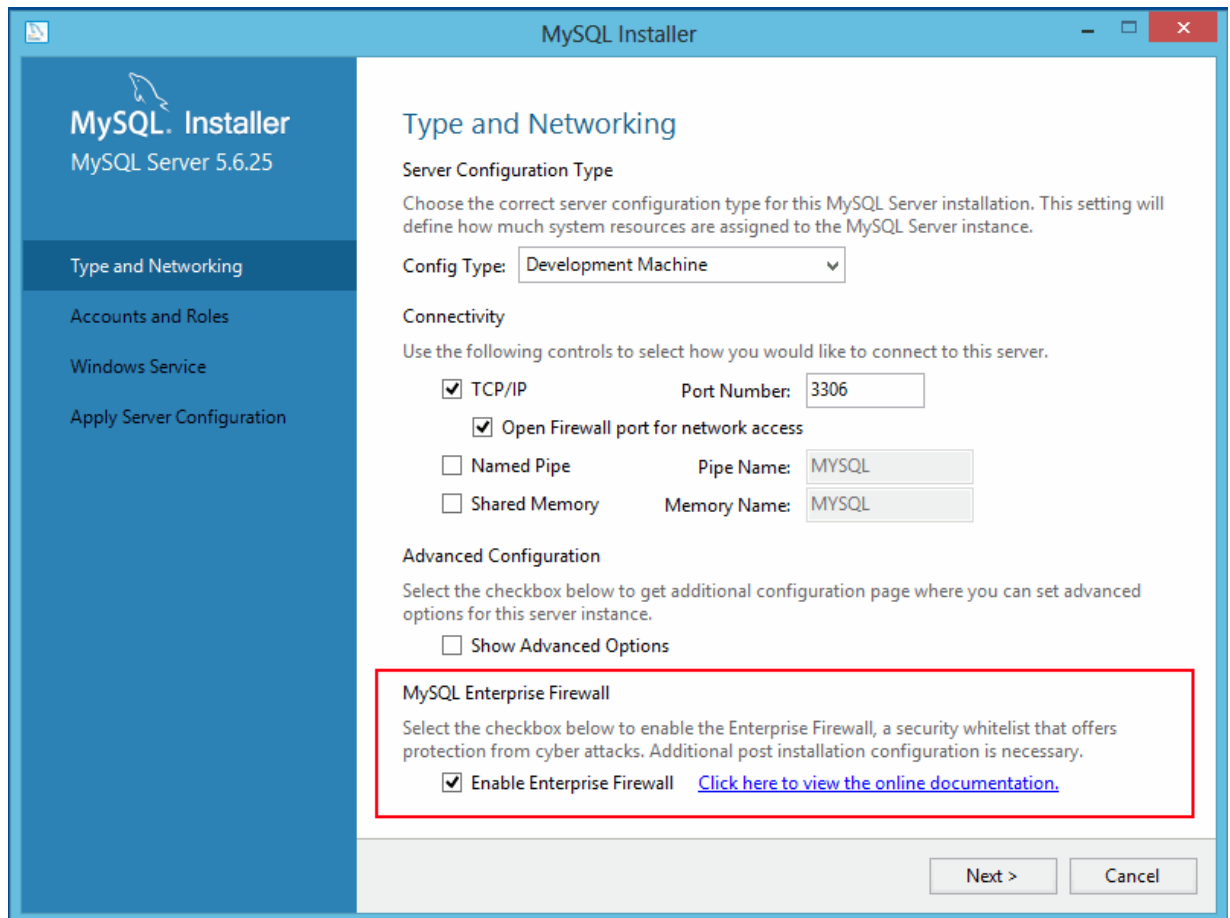 MySQL Installer
MySQL. Installer
MySQL Server 5.6.25
Type and Networking
Accounts and Roles
Windows Service
Apply Server Configuration
Type and Networking
Server Configuration Type
Choose the correct server configuration type for this MySQL Server installation. This setting will
define how much system resources are assigned to the MySQL Server instance.
Config Type: Development Machine
Connectivity
Use the following controls to select how you would like to connect to this server.
TCP/IP Port Number: 3306
Open Firewall port for network access
Named Pipe Pipe Name: MYSQL
Shared Memory Memory Name: MYSQL
Advanced Configuration
Select the checkbox below to get additional configuration page where you can set advanced
options for this server instance.
Show Advanced Options
MySQL Enterprise Firewall
Select the checkbox below to enable the Enterprise Firewall, a security whitelist that offers
protection from cyber attacks. Additional post installation configuration is necessary.
Enable Enterprise Firewall Click here to view the online documentation.
Next > Cancel